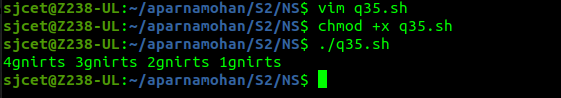 sjcet@Z238-UL:~/aparnamohan/S2/NS$ vim q35.sh
sjcet@Z238-UL:~/aparnamohan/S2/NS$ chmod +x q35.sh
sjcet@Z238-UL:~/aparnamohan/S2/NS$ ./q35.sh
4gnirts 3gnirts 2gnirts 1gnirts
sjcet@Z238-UL:~/aparnamohan/S2/NS$